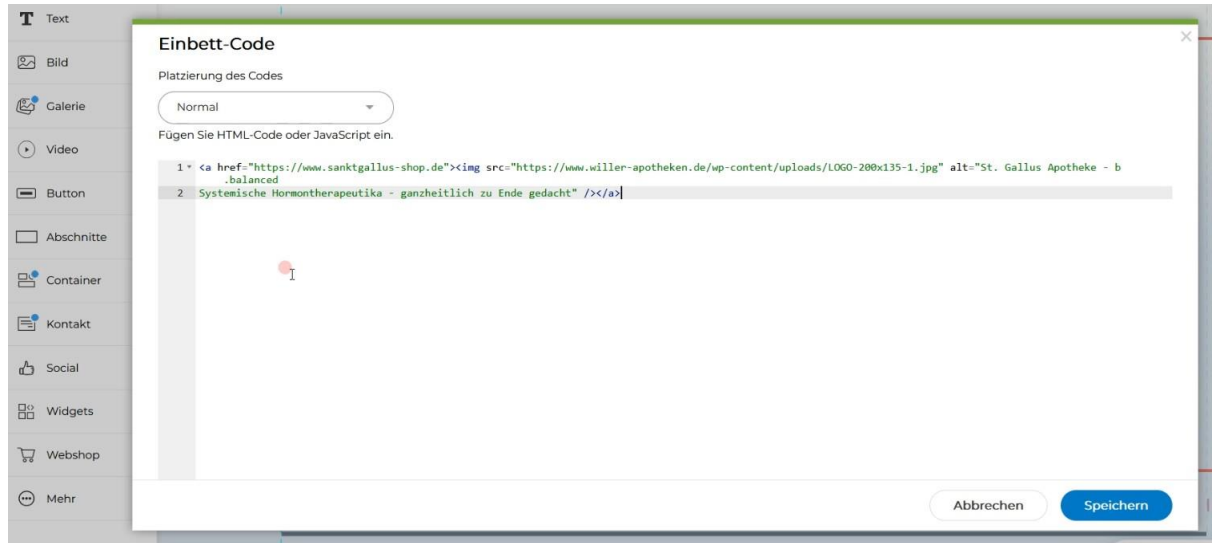 Text
Bild
Galerie
Video
Button
Abschnitte
Container
Kontakt
Social
Widgets
Webshop
Mehr
Einbett-Code
Platzierung des Codes
Normal
Fügen Sie HTML-Code oder JavaScript ein.
1 <a href="https://www.sanktgallus-shop.de"><img src="https://www.willer-apotheken.de/wp-content/uploads/LOGO-200x135-1.jpg" alt="St. Gallus Apotheke - b
.balanced
2 Systemische Hormontherapeutika - ganzheitlich zu Ende gedacht" /></a>
Abbrechen Speichern